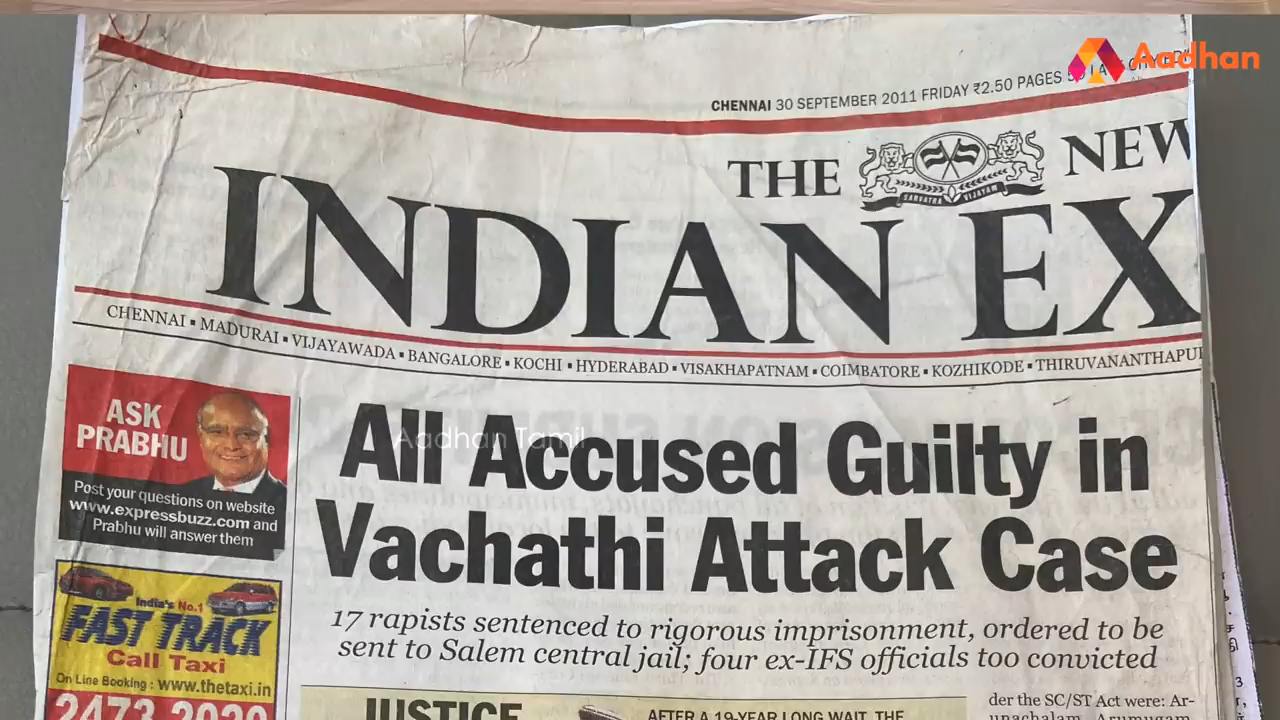 Aadhan
CHENNAI 30 SEPTEMBER 2011 FRIDAY ₹2.50 PAGES
THE NEW
SARVATRA VIJAYAM
INDIAN EX
CHENNAI ▪ MADURAI ▪ VIJAYAWADA ▪ BANGALORE ▪ KOCHI ▪ HYDERABAD ▪ VISAKHAPATNAM ▪ COIMBATORE ▪ KOZHIKODE ▪ THIRUVANANTHAPU
ASK
PRABHU
Post your questions on website
www.expressbuzz.com and
Prabhu will answer them
India's No.1
FAST TRACK
Call Taxi
On Line Booking : www.thetaxi.in
2473 2020
All Accused Guilty in
Aadhan Tamil
Vachathi Attack Case
17 rapists sentenced to rigorous imprisonment, ordered to be
sent to Salem central jail; four ex-IFS officials too convicted
JUSTICE
AFTER A 19-YEAR LONG WAIT, THE
der the SC/ST Act were: Ar-
unachalam, Arumugam